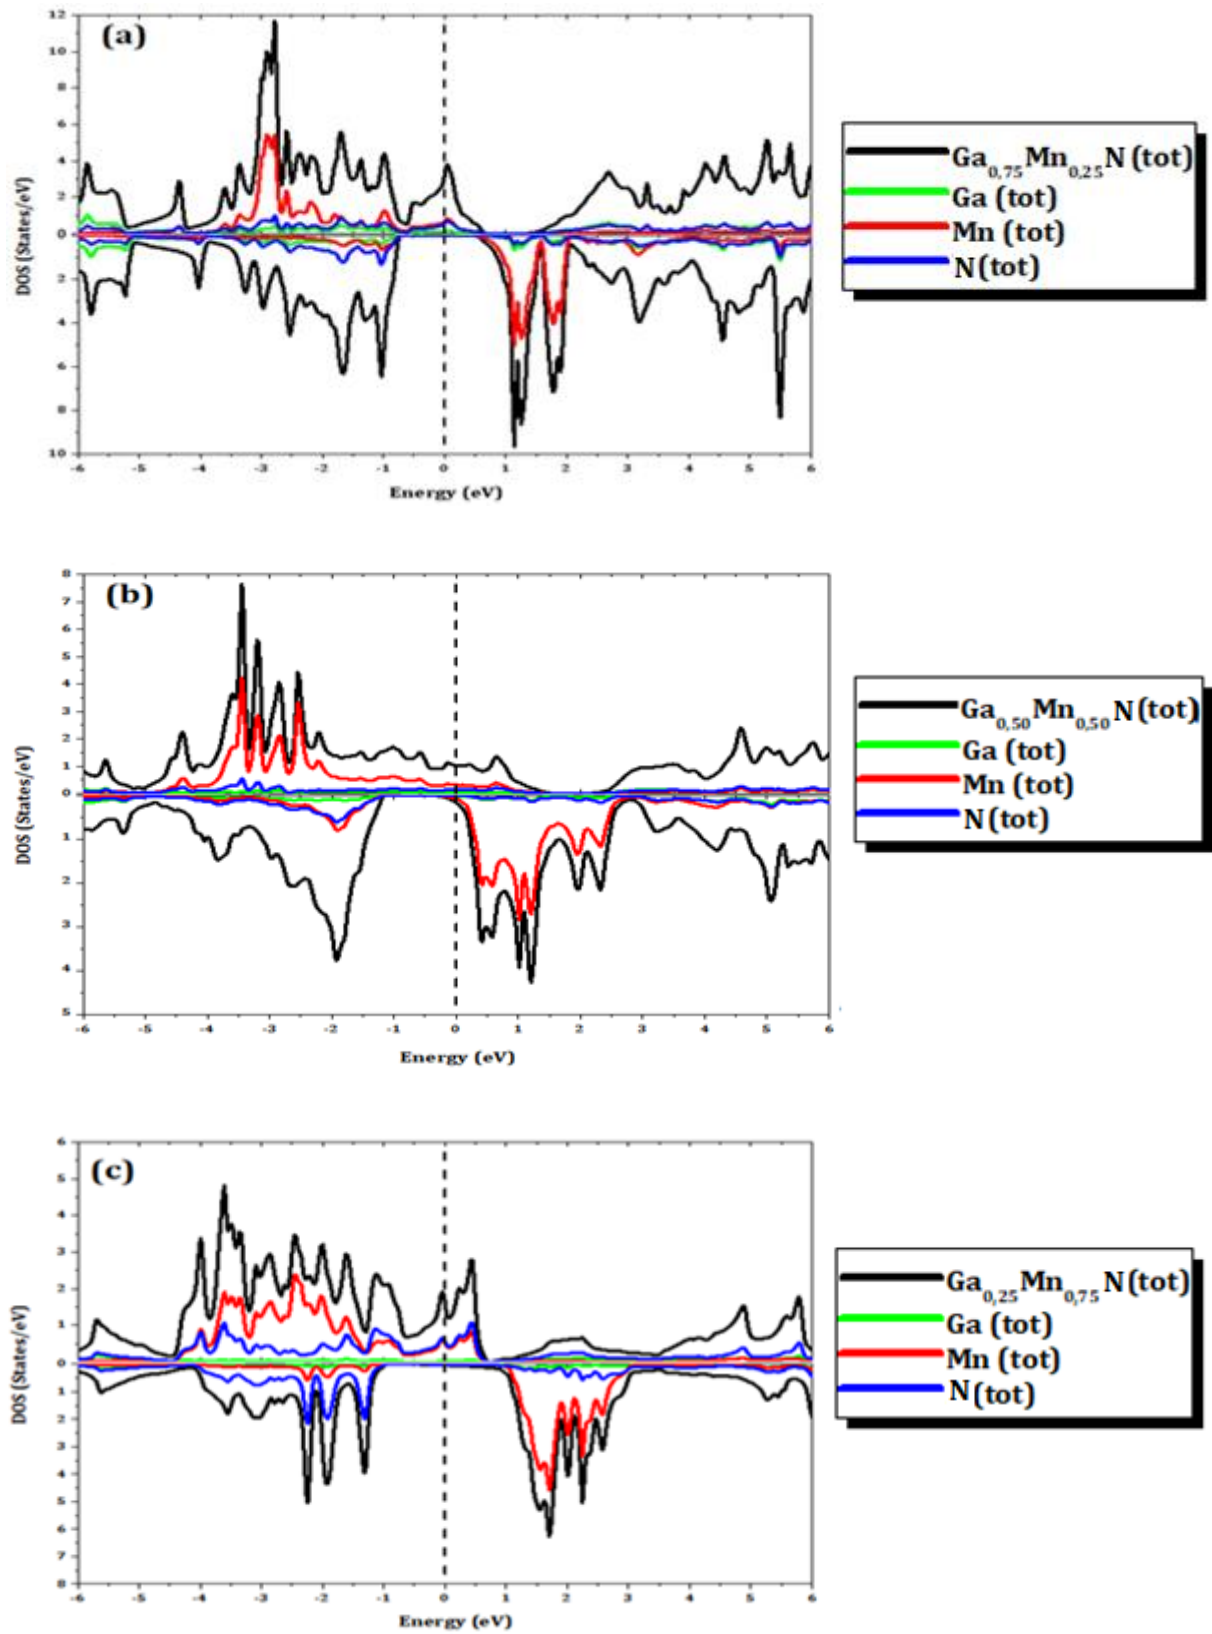 (a)
12
10
8
6
4
2
0
2
4
6
8
10
DOS (States/eV)
-6 -5 -4 -3 -2 -1 0 1 2 3 4 5 6
Energy (eV)
Ga0,75Mn0,25N (tot)
Ga (tot)
Mn (tot)
N (tot)
(b)
8
7
6
5
4
3
2
1
0
1
2
3
4
5
DOS (States/eV)
-6 -5 -4 -3 -2 -1 0 1 2 3 4 5 6
Energy (eV)
Ga0,50Mn0,50N (tot)
Ga (tot)
Mn (tot)
N (tot)
(c)
6
5
4
3
2
1
0
1
2
3
4
5
6
7
8
DOS (States/eV)
-6 -5 -4 -3 -2 -1 0 1 2 3 4 5 6
Energy (eV)
Ga0,25Mn0,75N (tot)
Ga (tot)
Mn (tot)
N (tot)